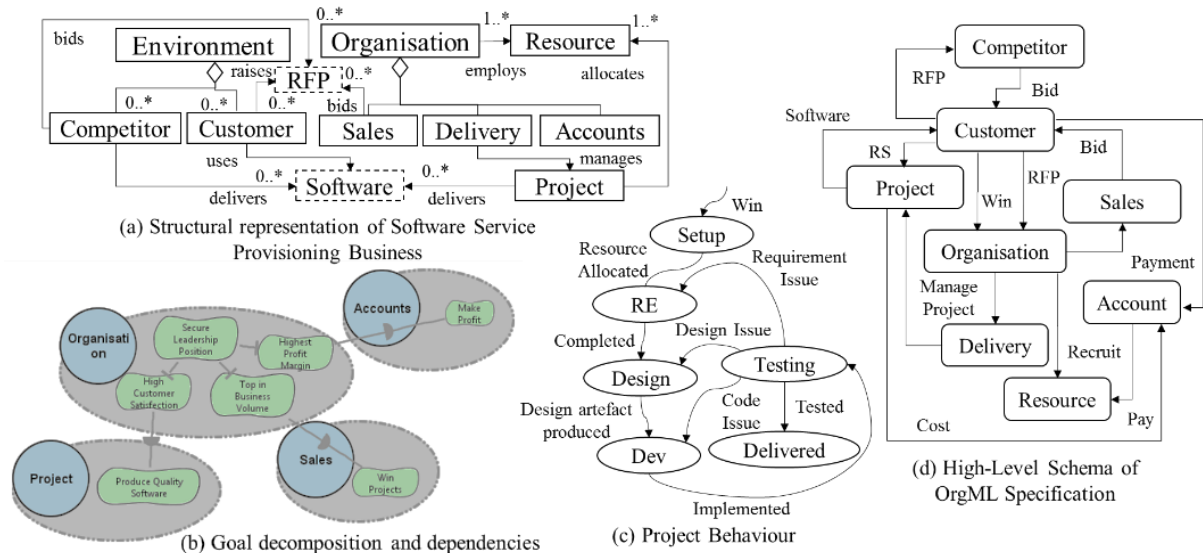 bids
0..*
1..*
1..*
Environment
Organisation
Resource
raises
RFP
employs
allocates
0..*
0..*
0..*
0..*
bids
Competitor
Customer
Sales
Delivery
Accounts
uses
manages
0..*
0..*
Software
Project
delivers
delivers
(a) Structural representation of Software Service
Provisioning Business
Organisati
on
Secure
Leadership
Position
Highest
Profit
Margin
High
Customer
Satisfaction
Top in
Business
Volume
Accounts
Make
Profit
Project
Produce Quality
Software
Sales
Win
Projects
(b) Goal decomposition and dependencies
Win
Setup
Resource
Allocated
Requirement
Issue
RE
Completed
Design Issue
Design
Testing
Design artefact
produced
Code
Issue
Tested
Dev
Delivered
Implemented
(c) Project Behaviour
Competitor
RFP
Bid
Software
Customer
RS
Bid
Project
Win
RFP
Sales
Organisation
Manage
Project
Payment
Account
Delivery
Recruit
Resource
Cost
Pay
(d) High-Level Schema of
OrgML Specification